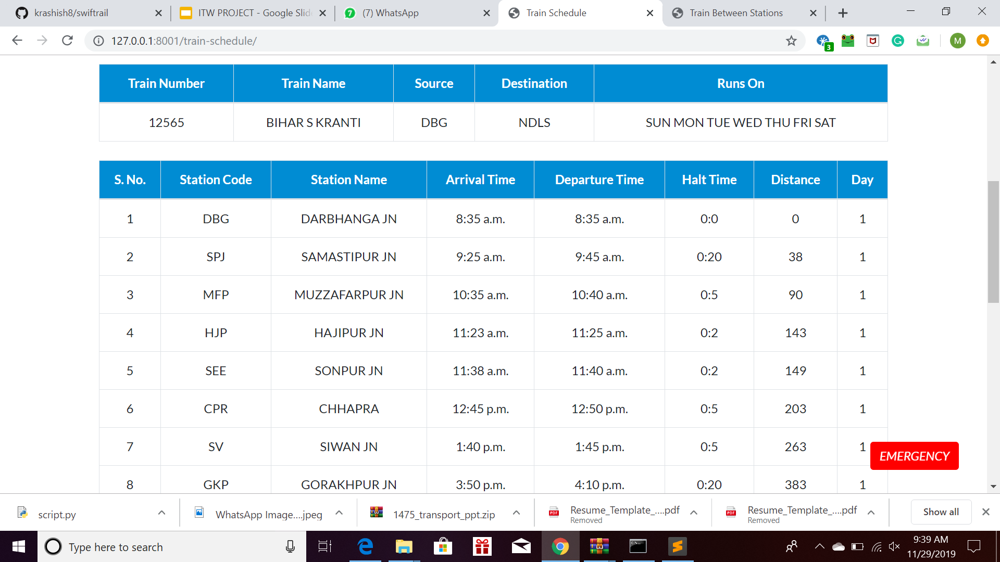 krashish8/swiftrail
ITW PROJECT - Google Slide
(7) WhatsApp
Train Schedule
Train Between Stations
127.0.0.1:8001/train-schedule/
3
M
Train Number Train Name Source Destination Runs On
12565 BIHAR S KRANTI DBG NDLS SUN MON TUE WED THU FRI SAT
S. No. Station Code Station Name Arrival Time Departure Time Halt Time Distance Day
1 DBG DARBHANGA JN 8:35 a.m. 8:35 a.m. 0:0 0 1
2 SPJ SAMASTIPUR JN 9:25 a.m. 9:45 a.m. 0:20 38 1
3 MFP MUZZAFARPUR JN 10:35 a.m. 10:40 a.m. 0:5 90 1
4 HJP HAJIPUR JN 11:23 a.m. 11:25 a.m. 0:2 143 1
5 SEE SONPUR JN 11:38 a.m. 11:40 a.m. 0:2 149 1
6 CPR CHHAPRA 12:45 p.m. 12:50 p.m. 0:5 203 1
7 SV SIWAN JN 1:40 p.m. 1:45 p.m. 0:5 263 1
EMERGENCY
8 GKP GORAKHPUR JN 3:50 p.m. 4:10 p.m. 0:20 383 1
script.py
WhatsApp Image....jpeg
1475_transport_ppt.zip
Resume_Template_....pdf
Removed
Resume_Template_....pdf
Removed
Show all
Type here to search
9:39 AM
11/29/2019